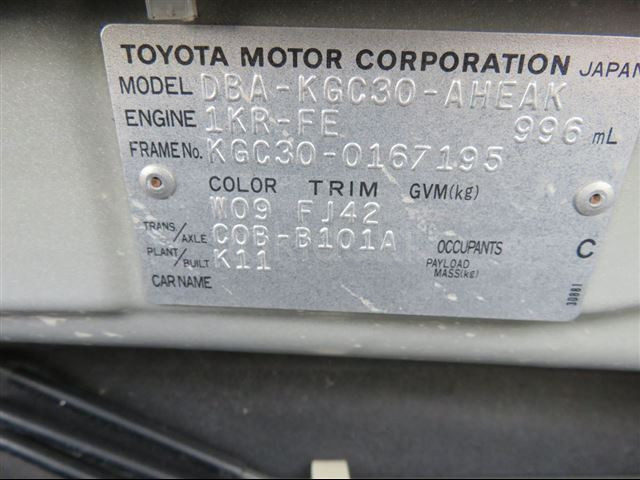 TOYOTA MOTOR CORPORATION JAPAN
MODEL DBA-KGC30-AHEAK
ENGINE 1KR-FE 996 mL
FRAME No. KGC30-0167195
COLOR TRIM GVM(kg)
W09 FJ42
TRANS/AXLE C0B-B101A OCCUPANTS C
PLANT/BUILT K11 PAYLOAD MASS(kg)
CAR NAME
30881